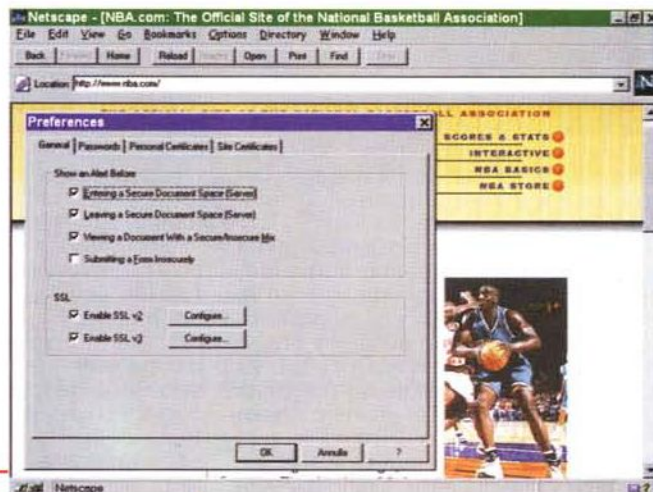 Netscape - [NBA.com: The Official Site of the National Basketball Association]
File Edit View Go Bookmarks Options Directory Window Help
Back Home Reload Open Print Find
Location: http://www.nba.com/
ALL ASSOCIATION
Preferences
SCORES & STATS
General Passwords Personal Certificates Site Certificates
INTERACTIVE
NBA BASICS
Show an Alert Before
NBA STORE
Entering a Secure Document Space (Server)
Leaving a Secure Document Space (Server)
Viewing a Document With a Secure/Insecure Mix
Submitting a Form Insecurely
SSL
Enable SSL v2 Configure...
Enable SSL v3 Configure...
OK Annulla ?
Netscape